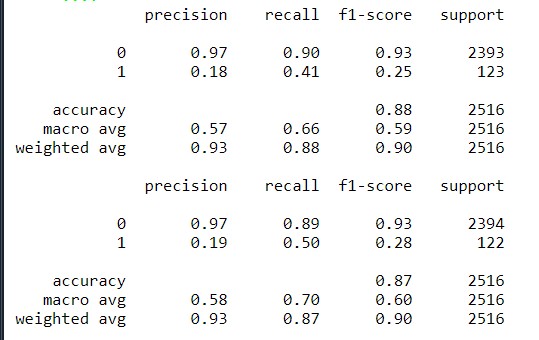 precision recall f1-score support
0 0.97 0.90 0.93 2393
1 0.18 0.41 0.25 123
accuracy 0.88 2516
macro avg 0.57 0.66 0.59 2516
weighted avg 0.93 0.88 0.90 2516
precision recall f1-score support
0 0.97 0.89 0.93 2394
1 0.19 0.50 0.28 122
accuracy 0.87 2516
macro avg 0.58 0.70 0.60 2516
weighted avg 0.93 0.87 0.90 2516